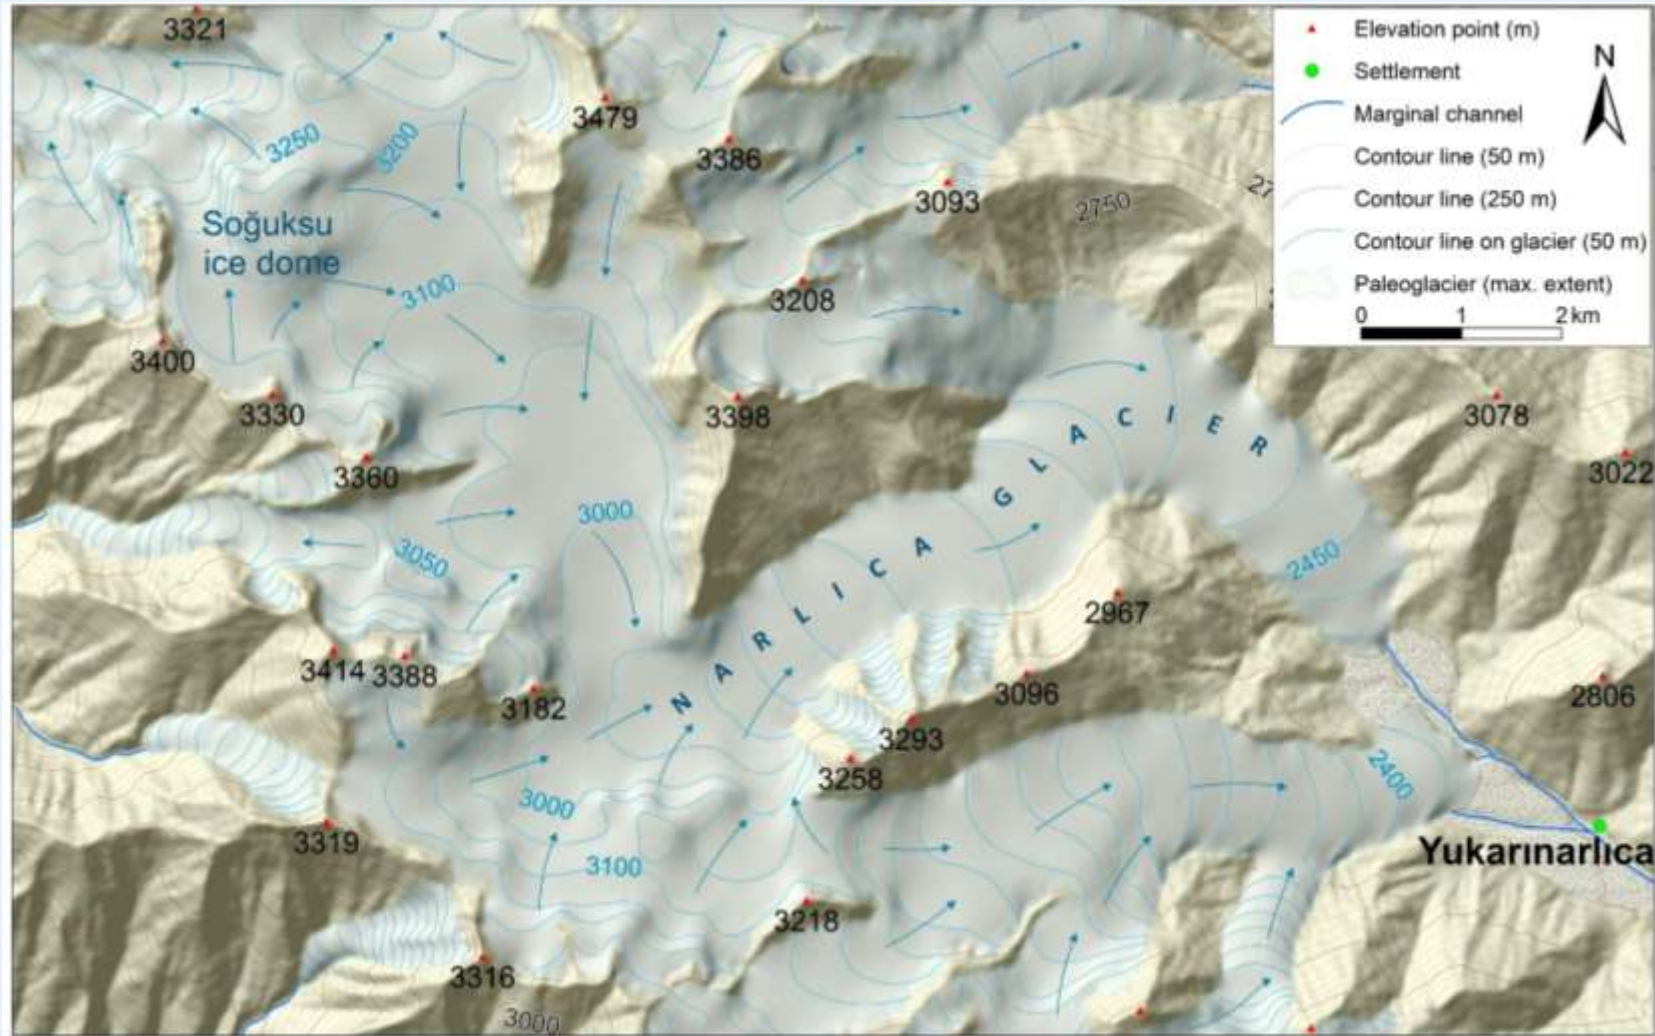 3321
3479
3386
3093
3250
3200
2750
Soğuksu
ice dome
3100
3208
3400
3330
3398
3360
3078
3022
NARLICA GLACIER
3000
3050
2450
2967
3414
3388
3182
3096
3293
3258
2806
3000
2400
3319
3100
3218
3316
3000
Yukarınarlıca
Elevation point (m)
Settlement
Marginal channel
Contour line (50 m)
Contour line (250 m)
Contour line on glacier (50 m)
Paleoglacier (max. extent)
N
0 1 2 km